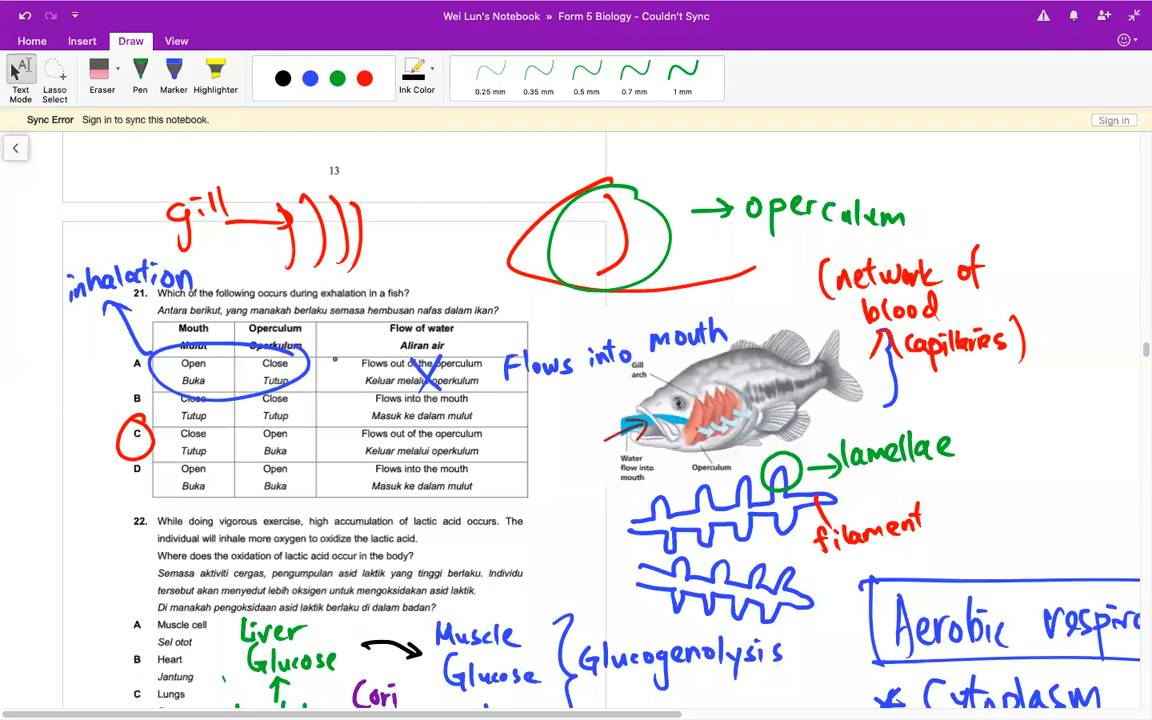 Wei Lun's Notebook » Form 5 Biology - Couldn't Sync
Home Insert Draw View
Text Mode
Lasso Select
Eraser
Pen
Marker
Highlighter
Ink Color
0.25 mm 0.35 mm 0.5 mm 0.7 mm 1 mm
Sync Error Sign in to sync this notebook.
Sign in
13
gill
operculum
inhalation
(network of
blood
capillaries)
21. Which of the following occurs during exhalation in a fish?
Antara berikut, yang manakah berlaku semasa hembusan nafas dalam ikan?
Mouth Operculum Flow of water
Mulut Operkulum Aliran air
A Open Close Flows out of the operculum
Buka Tutup Keluar melalui operkulum
B Close Close Flows into the mouth
Tutup Tutup Masuk ke dalam mulut
C Close Open Flows out of the operculum
Tutup Buka Keluar melalui operkulum
D Open Open Flows into the mouth
Buka Buka Masuk ke dalam mulut
Flows into mouth
Gill
arch
Water
flow into
mouth
Operculum
lamellae
filament
22. While doing vigorous exercise, high accumulation of lactic acid occurs. The
individual will inhale more oxygen to oxidize the lactic acid.
Where does the oxidation of lactic acid occur in the body?
Semasa aktiviti cergas, pengumpulan asid laktik yang tinggi berlaku. Individu
tersebut akan menyedut lebih oksigen untuk mengoksidakan asid laktik.
Di manakah pengoksidaan asid laktik berlaku di dalam badan?
A Muscle cell
Sel otot
B Heart
Jantung
C Lungs
Liver
Glucose
Muscle
Glucose
Glucogenolysis
Cori
Aerobic respira
Cytoplasm